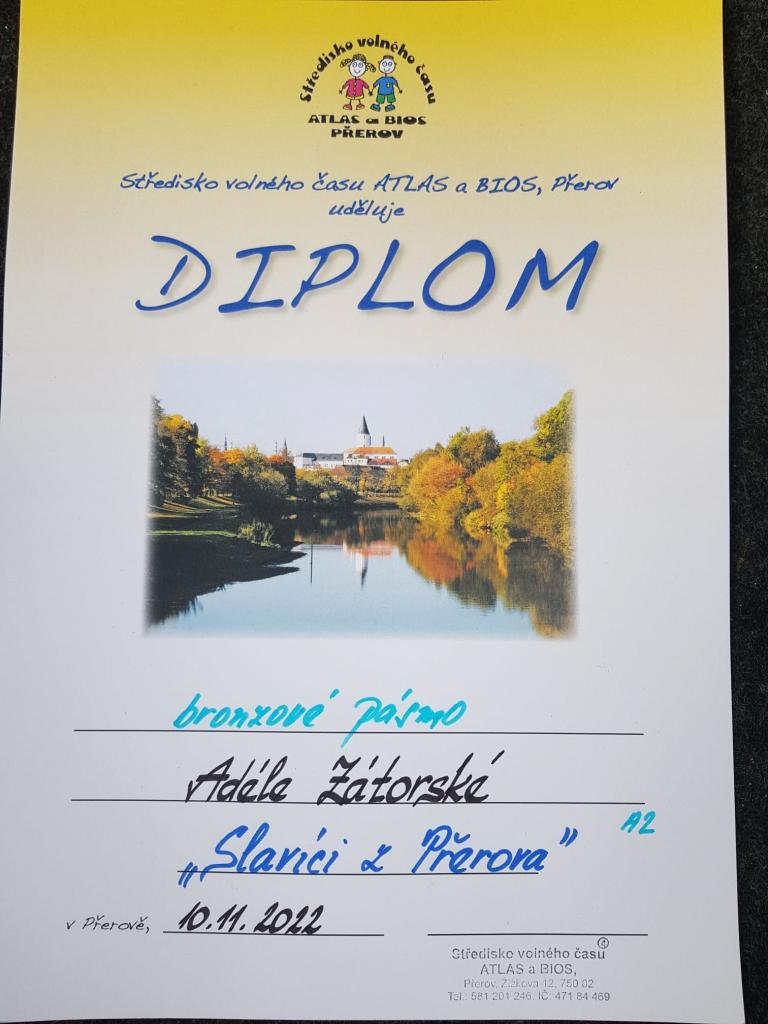 Středisko volného času
ATLAS a BIOS
PŘEROV
Středisko volného času ATLAS a BIOS, Přerov
uděluje
DIPLOM
bronzové pásmo
Adéle Zátorské
A2
„Slavíci z Přerova"
v Přerově, 10.11.2022
Středisko volného času
ATLAS a BIOS,
Přerov, Žižkova 12, 750 02
Tel.: 581 201 246, IČ: 471 84 469